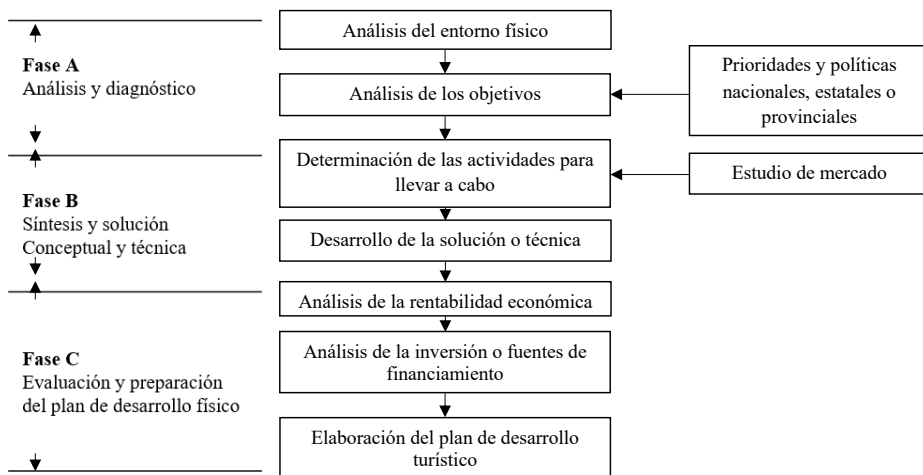 Análisis del entorno físico
Fase A
Análisis y diagnóstico
Análisis de los objetivos
Prioridades y políticas
nacionales, estatales o
provinciales
Determinación de las actividades para
llevar a cabo
Estudio de mercado
Fase B
Síntesis y solución
Conceptual y técnica
Desarrollo de la solución o técnica
Análisis de la rentabilidad económica
Fase C
Evaluación y preparación
del plan de desarrollo físico
Análisis de la inversión o fuentes de
financiamiento
Elaboración del plan de desarrollo
turístico